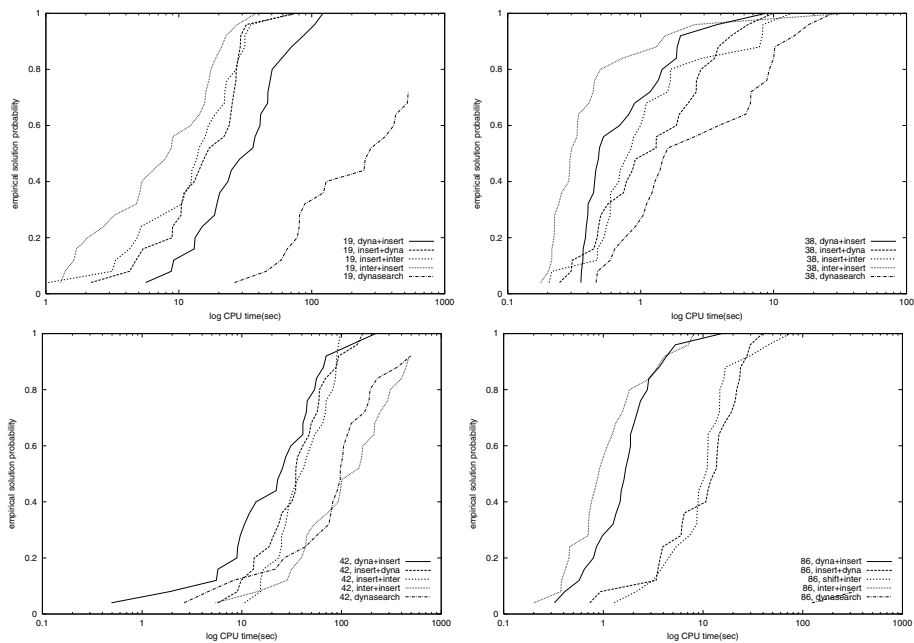 1
0.8
0.6
0.4
0.2
0
empirical solution probability
19, dyna+insert
19, insert+dyna
19, insert+inter
19, inter+insert
19, dynasearch
1 10 100 1000
log CPU time(sec)
1
0.8
0.6
0.4
0.2
0
empirical solution probability
38, dyna+insert
38, insert+dyna
38, insert+inter
38, inter+insert
38, dynasearch
0.1 1 10 100
log CPU time(sec)
1
0.8
0.6
0.4
0.2
0
empirical solution probability
42, dyna+insert
42, insert+dyna
42, insert+inter
42, inter+insert
42, dynasearch
0.1 1 10 100 1000
log CPU time(sec)
1
0.8
0.6
0.4
0.2
0
empirical solution probability
86, dyna+insert
86, insert+dyna
86, shift+inter
86, inter+insert
86, dynasearch
0.1 1 10 100 1000
log CPU time(sec)